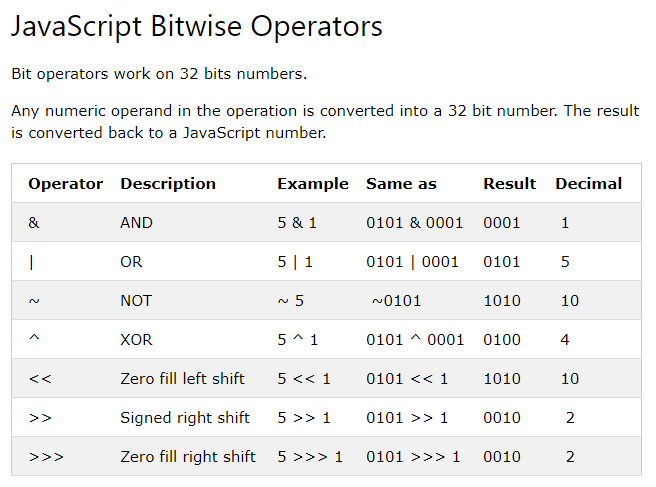 JavaScript Bitwise Operators
Bit operators work on 32 bits numbers.
Any numeric operand in the operation is converted into a 32 bit number. The result
is converted back to a JavaScript number.
Operator Description Example Same as Result Decimal
& AND 5 & 1 0101 & 0001 0001 1
| OR 5 | 1 0101 | 0001 0101 5
~ NOT ~ 5 ~0101 1010 10
^ XOR 5 ^ 1 0101 ^ 0001 0100 4
<< Zero fill left shift 5 << 1 0101 << 1 1010 10
>> Signed right shift 5 >> 1 0101 >> 1 0010 2
>>> Zero fill right shift 5 >>> 1 0101 >>> 1 0010 2